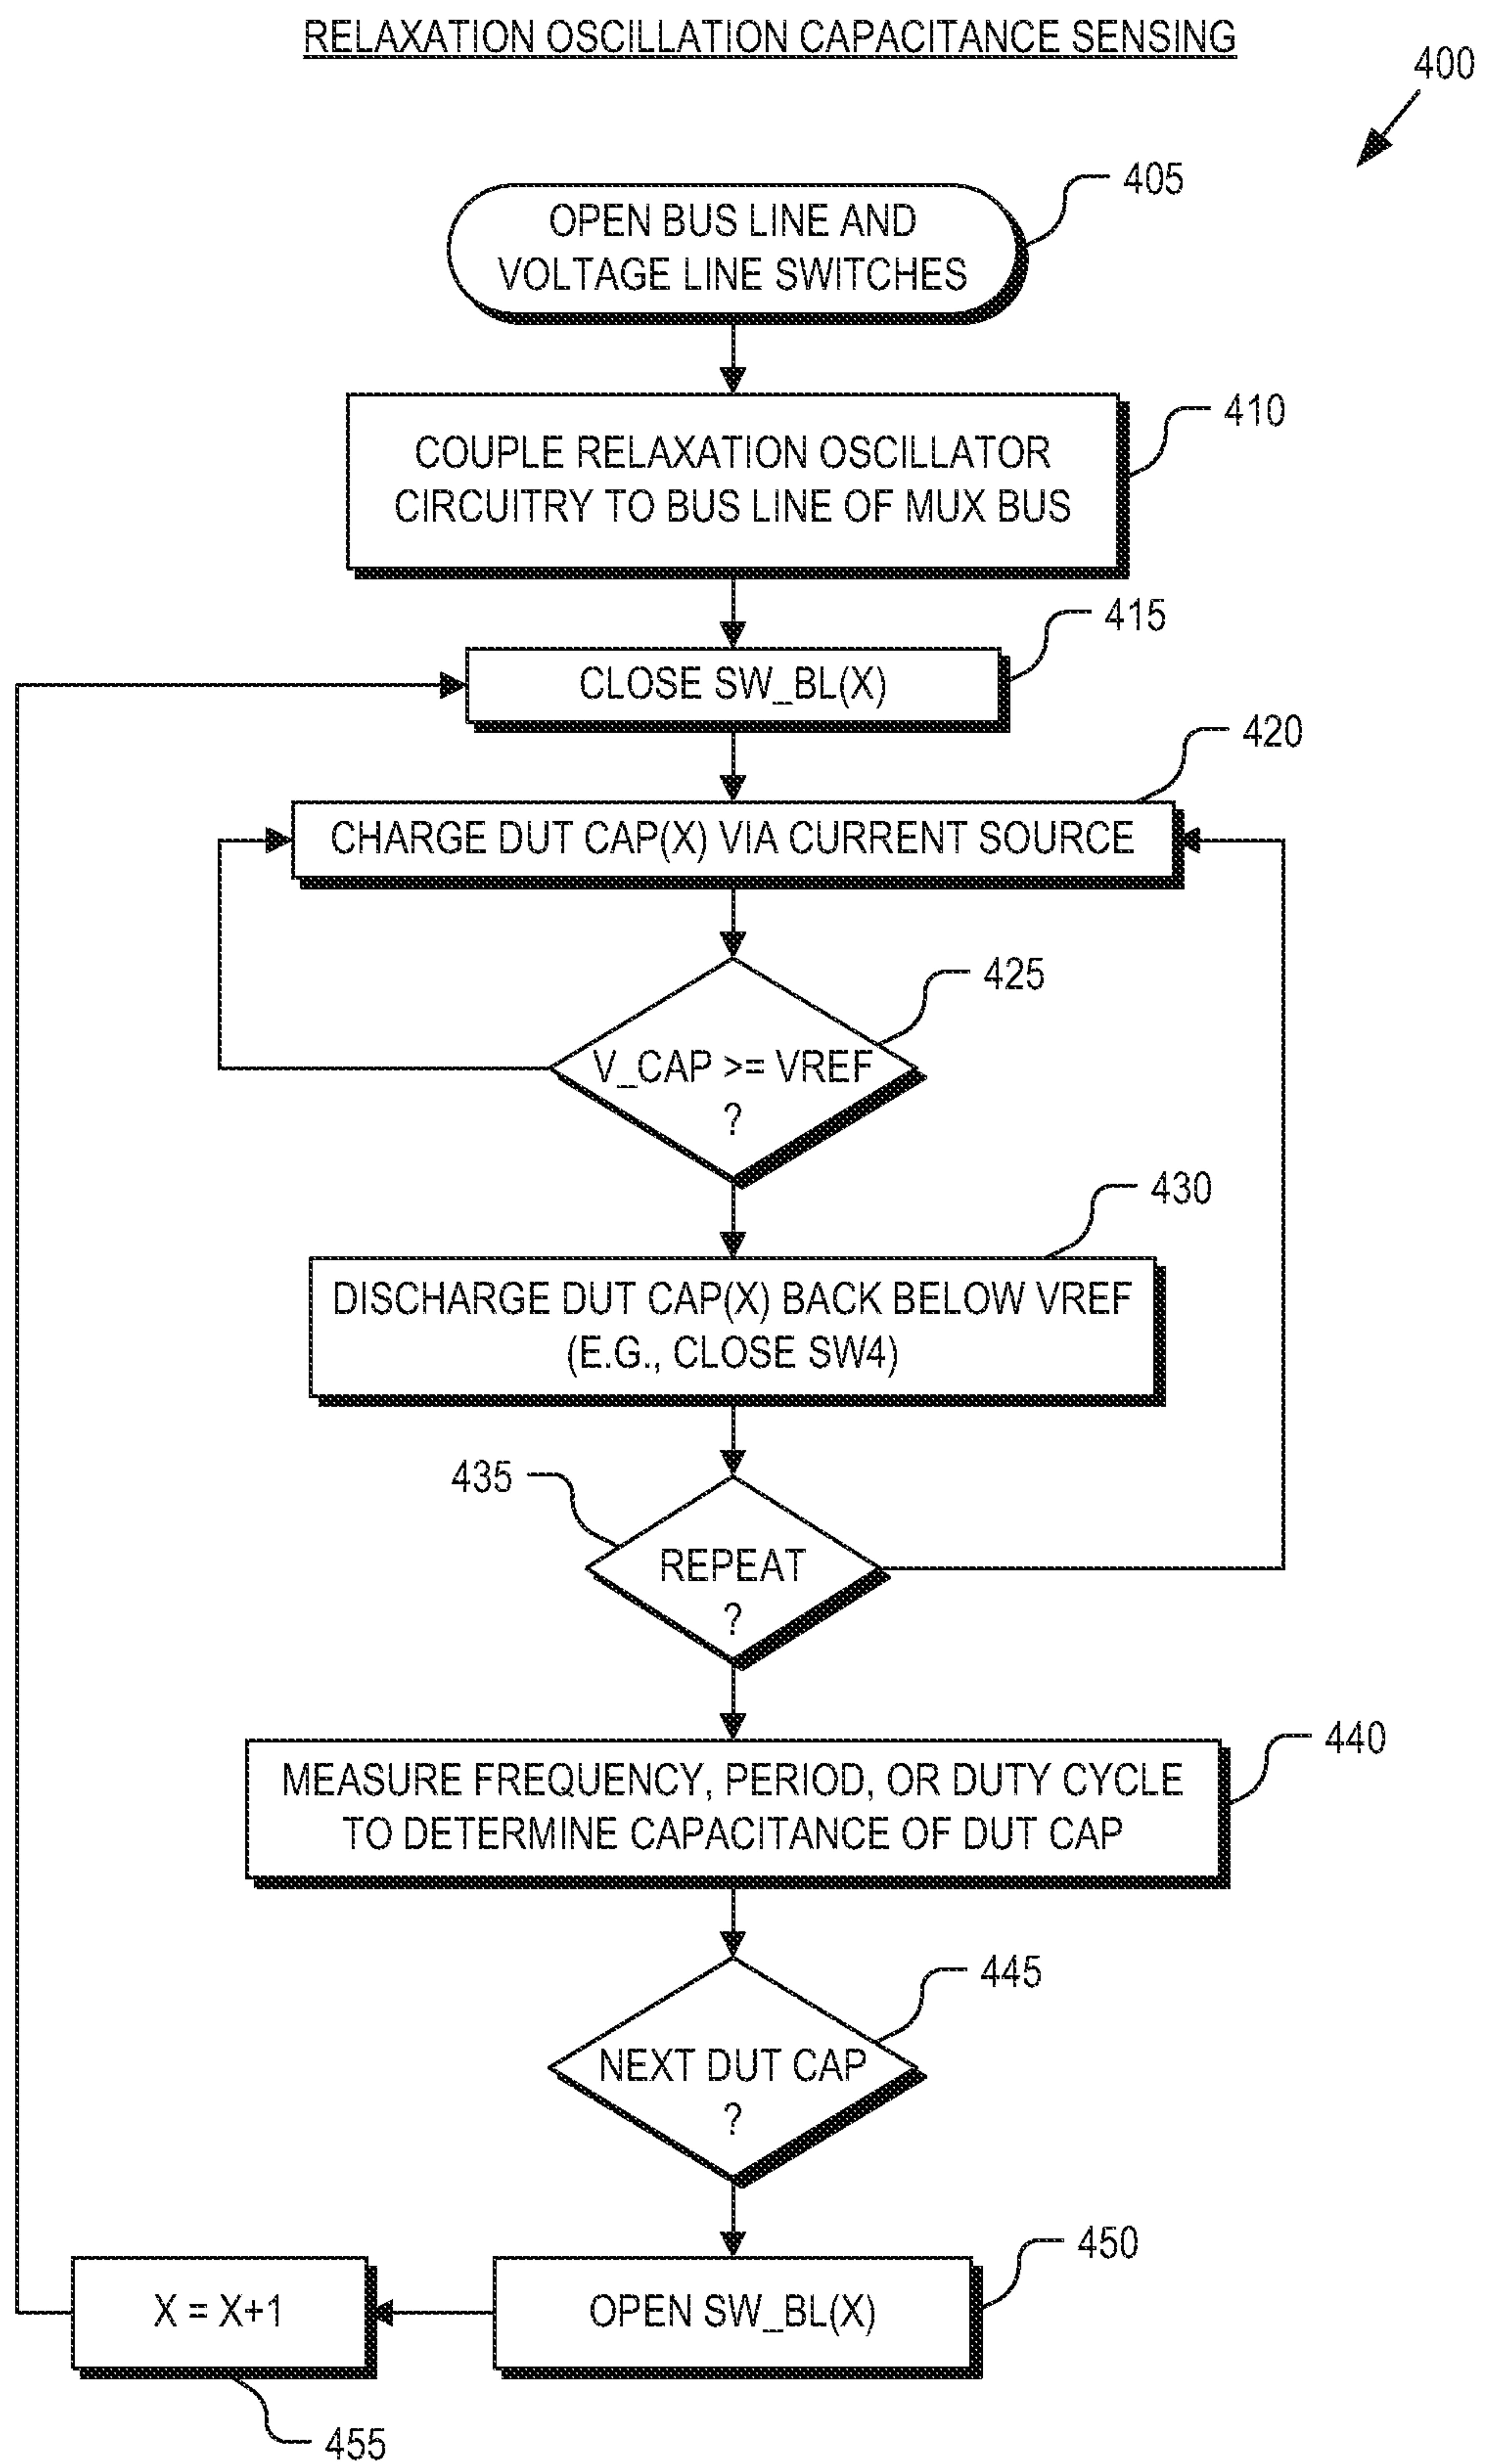 RELAXATION OSCILLATION CAPACITANCE SENSING
400
405
OPEN BUS LINE AND
VOLTAGE LINE SWITCHES
410
COUPLE RELAXATION OSCILLATOR
CIRCUITRY TO BUS LINE OF MUX BUS
415
CLOSE SW_BL(X)
420
CHARGE DUT CAP(X) VIA CURRENT SOURCE
425
V_CAP >= VREF
?
430
DISCHARGE DUT CAP(X) BACK BELOW VREF
(E.G., CLOSE SW4)
435
REPEAT
?
440
MEASURE FREQUENCY, PERIOD, OR DUTY CYCLE
TO DETERMINE CAPACITANCE OF DUT CAP
445
NEXT DUT CAP
?
450
OPEN SW_BL(X)
X = X+1
455